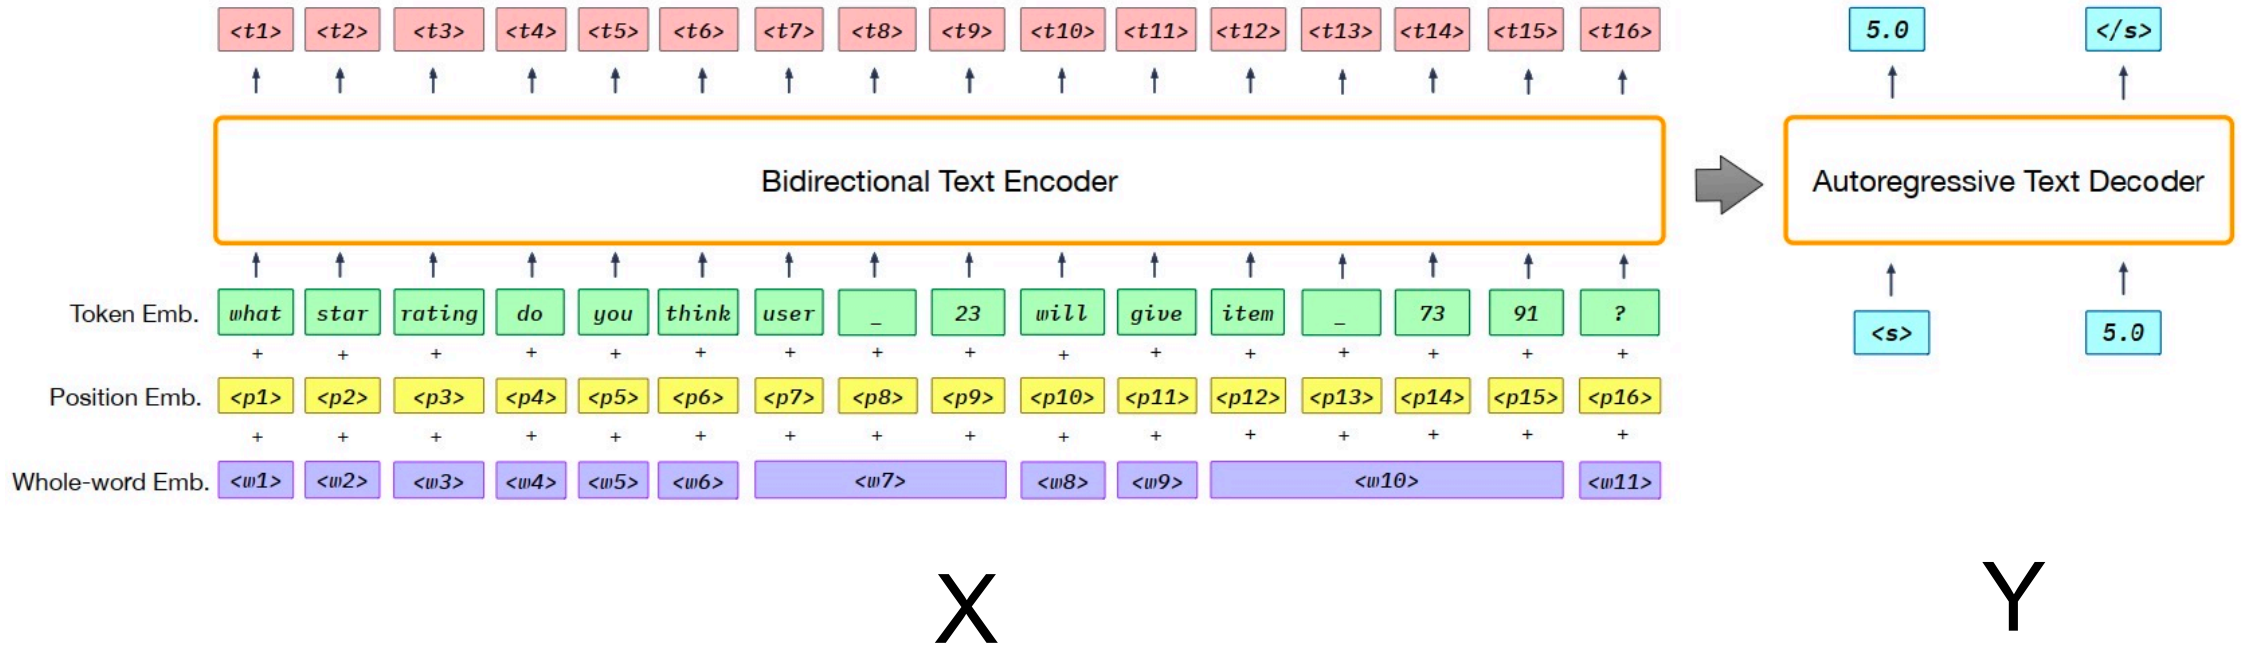 <t1> <t2> <t3> <t4> <t5> <t6> <t7> <t8> <t9> <t10> <t11> <t12> <t13> <t14> <t15> <t16> 5.0 </s>
Bidirectional Text Encoder Autoregressive Text Decoder
Token Emb. what star rating do you think user _ 23 will give item _ 73 91 ? <s> 5.0
+ + + + + + + + + + + + + + + +
Position Emb. <p1> <p2> <p3> <p4> <p5> <p6> <p7> <p8> <p9> <p10> <p11> <p12> <p13> <p14> <p15> <p16>
+ + + + + + + + + + + + + + + +
Whole-word Emb. <w1> <w2> <w3> <w4> <w5> <w6> <w7> <w8> <w9> <w10> <w11>
X Y